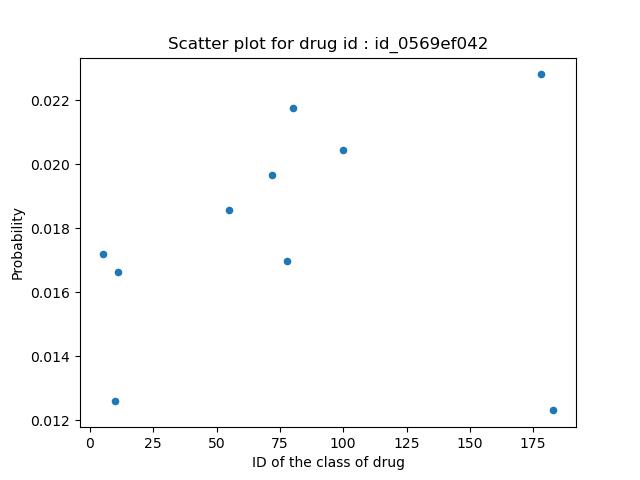 Scatter plot for drug id : id_0569ef042
0.022
0.020
0.018
0.016
0.014
0.012
Probability
0 25 50 75 100 125 150 175
ID of the class of drug